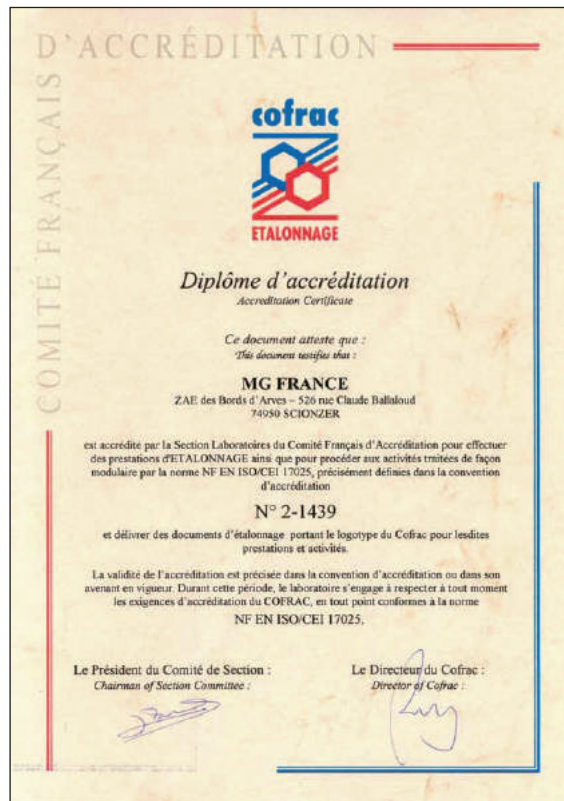 D'ACCRÉDITATION
COMITÉ FRANÇAIS
cofrac
ETALONNAGE
Diplôme d'accréditation
Accreditation Certificate
Ce document atteste que :
This document testifies that :
MG FRANCE
ZAE des Bords d'Arves – 526 rue Claude Ballaloud
74950 SCIONZER
est accrédité par la Section Laboratoires du Comité Français d'Accréditation pour effectuer
des prestations d'ETALONNAGE ainsi que pour procéder aux activités traitées de façon
modulaire par la norme NF EN ISO/CEI 17025, précisément définies dans la convention
d'accréditation
N° 2-1439
et délivrer des documents d'étalonnage portant le logotype du Cofrac pour lesdites
prestations et activités.
La validité de l'accréditation est précisée dans la convention d'accréditation ou dans son
avenant en vigueur. Durant cette période, le laboratoire s'engage à respecter à tout moment
les exigences d'accréditation du COFRAC, en tout point conformes à la norme
NF EN ISO/CEI 17025.
Le Président du Comité de Section :
Chairman of Section Committee :
Le Directeur du Cofrac :
Director of Cofrac :